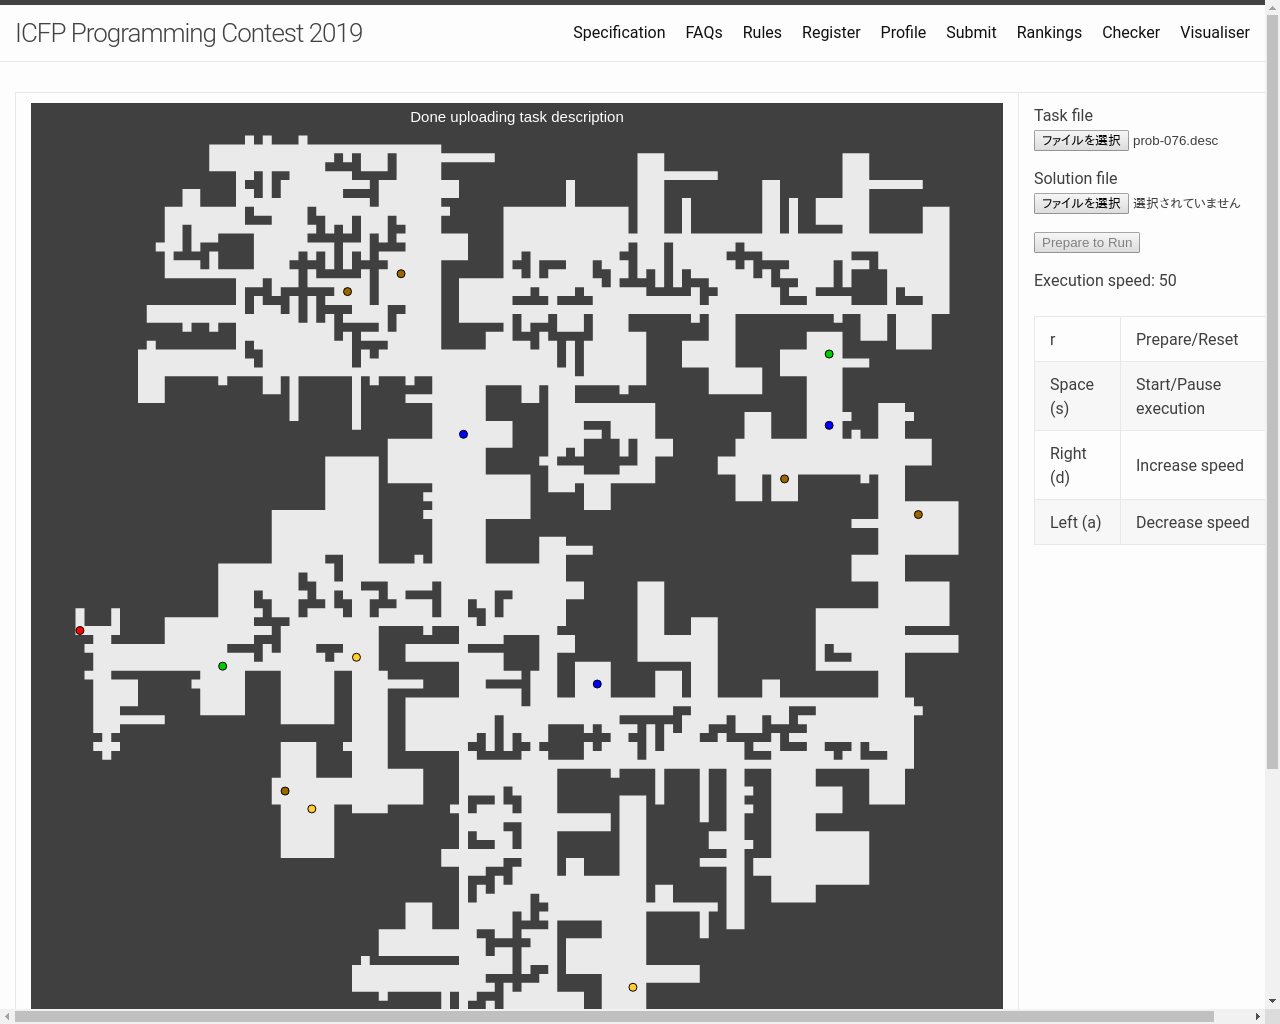 ICFP Programming Contest 2019
Specification FAQs Rules Register Profile Submit Rankings Checker Visualiser
Done uploading task description
Task file
ファイルを選択 prob-076.desc
Solution file
ファイルを選択 選択されていません
Prepare to Run
Execution speed: 50
r Prepare/Reset
Space (s) Start/Pause execution
Right (d) Increase speed
Left (a) Decrease speed